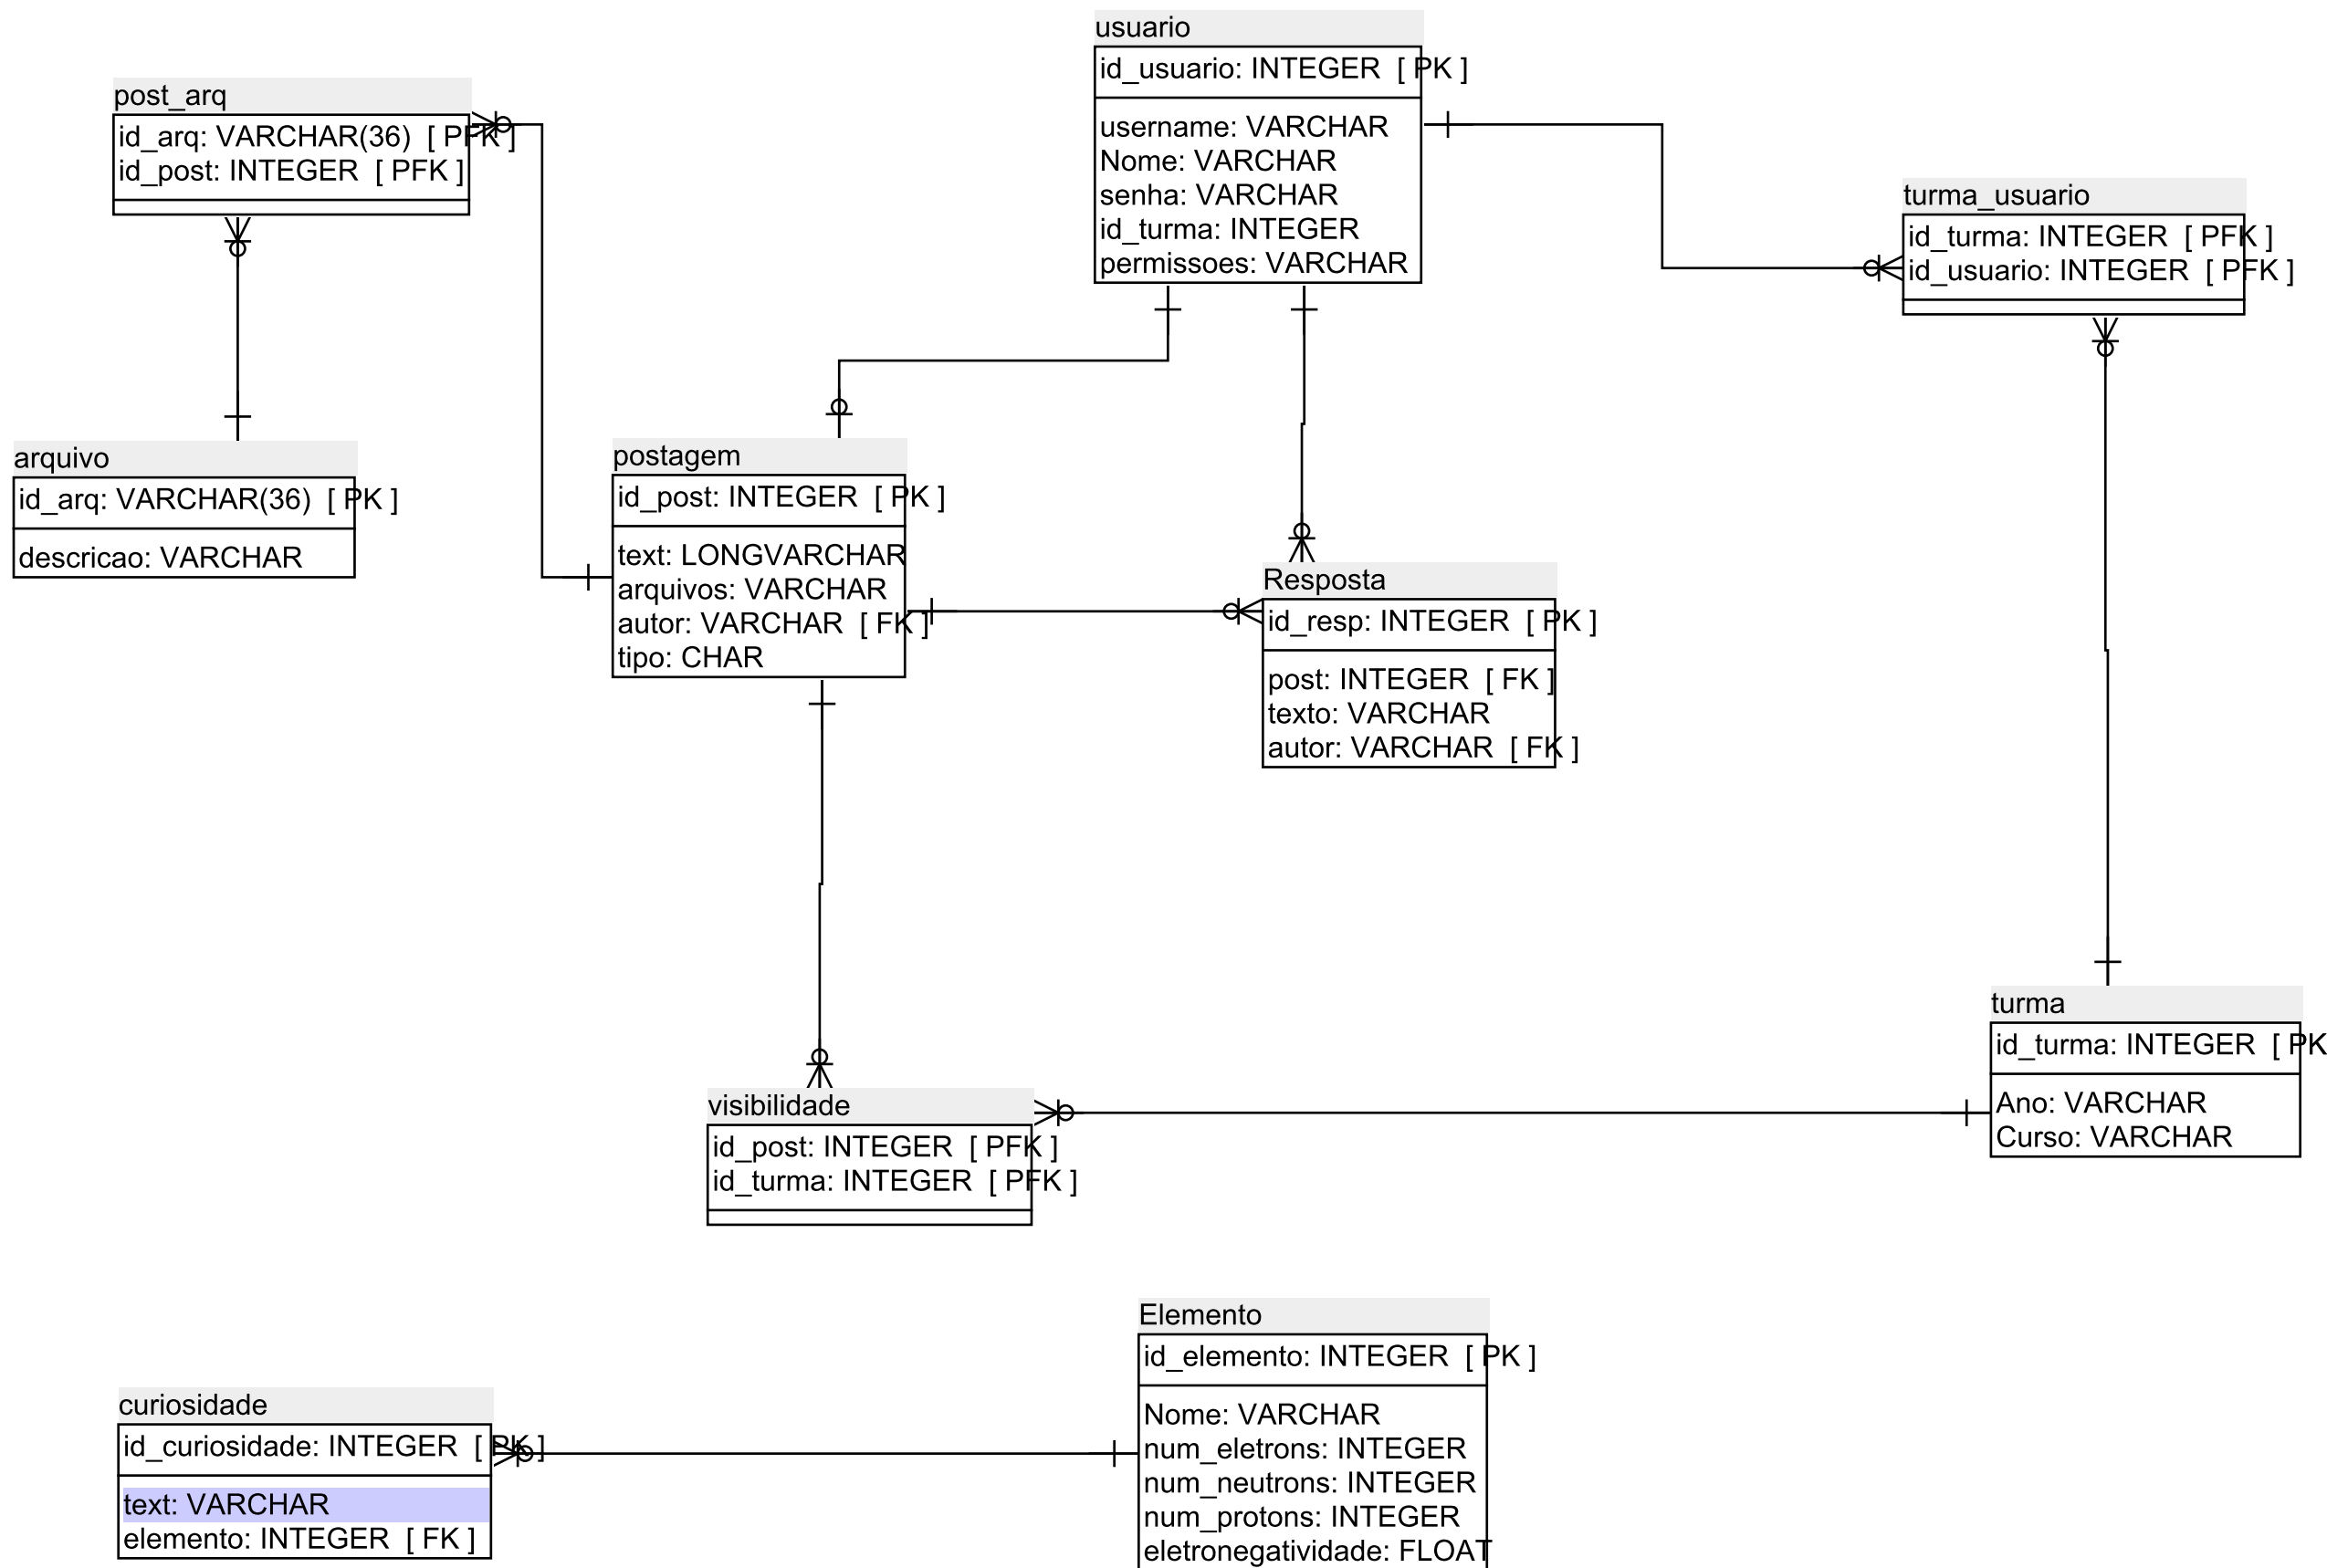 usuario
id_usuario: INTEGER [ PK ]
username: VARCHAR
Nome: VARCHAR
senha: VARCHAR
id_turma: INTEGER
permissoes: VARCHAR
post_arq
id_arq: VARCHAR(36) [ PFK ]
id_post: INTEGER [ PFK ]
turma_usuario
id_turma: INTEGER [ PFK ]
id_usuario: INTEGER [ PFK ]
arquivo
id_arq: VARCHAR(36) [ PK ]
descricao: VARCHAR
postagem
id_post: INTEGER [ PK ]
text: LONGVARCHAR
arquivos: VARCHAR
autor: VARCHAR [ FK ]
tipo: CHAR
Resposta
id_resp: INTEGER [ PK ]
post: INTEGER [ FK ]
texto: VARCHAR
autor: VARCHAR [ FK ]
turma
id_turma: INTEGER [ PK
Ano: VARCHAR
Curso: VARCHAR
visibilidade
id_post: INTEGER [ PFK ]
id_turma: INTEGER [ PFK ]
Elemento
id_elemento: INTEGER [ PK ]
Nome: VARCHAR
num_eletrons: INTEGER
num_neutrons: INTEGER
num_protons: INTEGER
eletronegatividade: FLOAT
curiosidade
id_curiosidade: INTEGER [ PK ]
text: VARCHAR
elemento: INTEGER [ FK ]